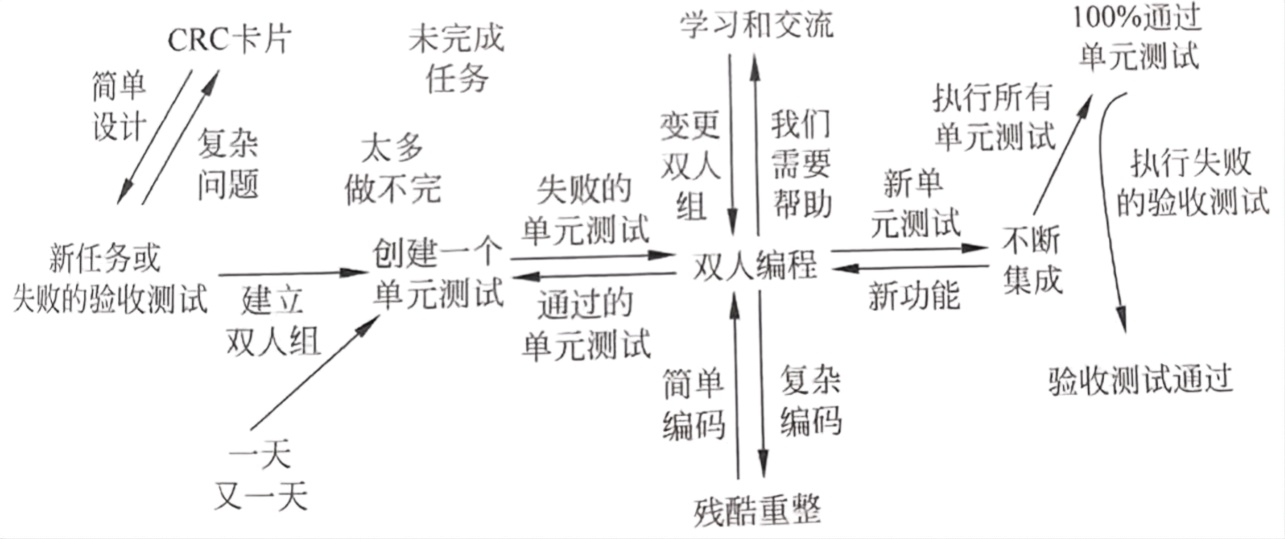 CRC卡片
简单
设计
复杂
问题
新任务或
失败的验收测试
建立
双人组
一天
又一天
未完成
任务
太多
做不完
创建一个
单元测试
失败的
单元测试
通过的
单元测试
学习和交流
变更
双人
组
我们
需要
帮助
双人编程
简单
编码
复杂
编码
残酷重整
新单
元测试
新功能
不断
集成
执行所有
单元测试
100%通过
单元测试
执行失败
的验收测试
验收测试通过